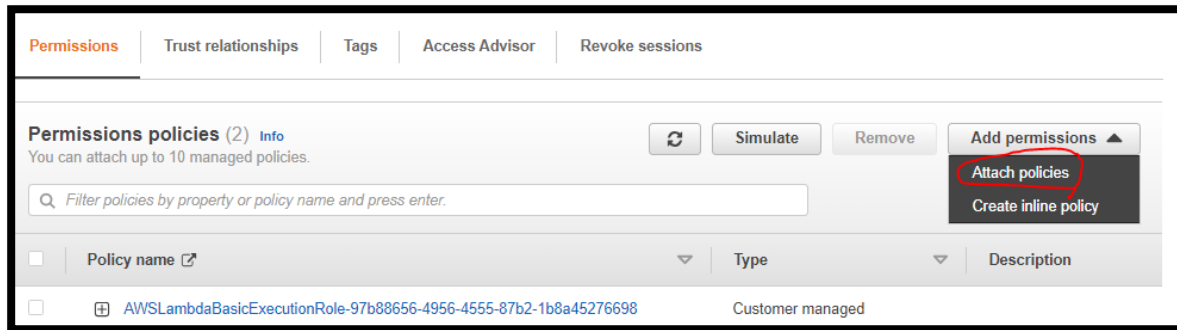 Permissions Trust relationships Tags Access Advisor Revoke sessions
Permissions policies (2) Info
Simulate Remove Add permissions
You can attach up to 10 managed policies.
Attach policies
Filter policies by property or policy name and press enter.
Create inline policy
Policy name Type Description
AWSLambdaBasicExecutionRole-97b88656-4956-4555-87b2-1b8a45276698 Customer managed